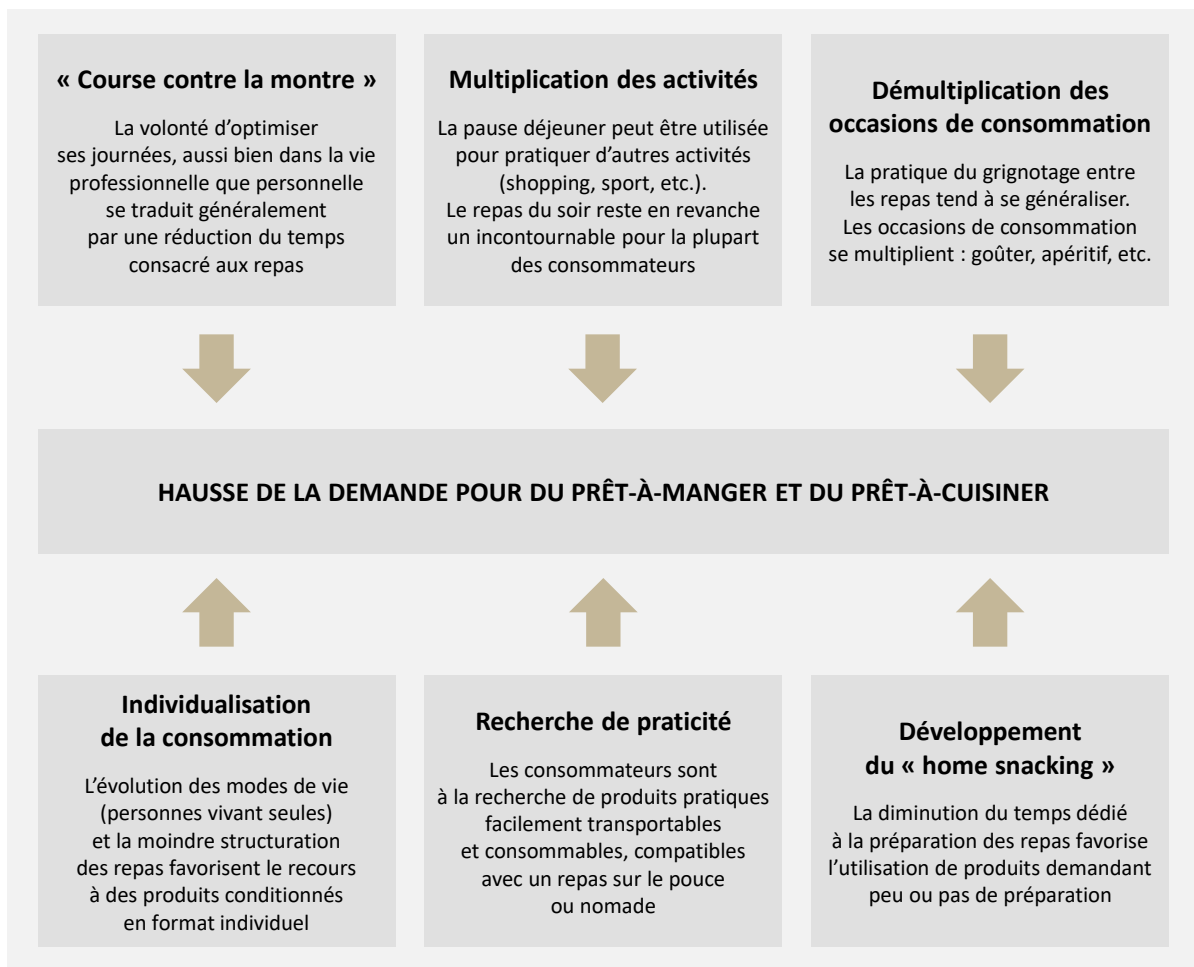 « Course contre la montre »
La volonté d’optimiser
ses journées, aussi bien dans la vie
professionnelle que personnelle
se traduit généralement
par une réduction du temps
consacré aux repas
Multiplication des activités
La pause déjeuner peut être utilisée
pour pratiquer d’autres activités
(shopping, sport, etc.).
Le repas du soir reste en revanche
un incontournable pour la plupart
des consommateurs
Démultiplication des
occasions de consommation
La pratique du grignotage entre
les repas tend à se généraliser.
Les occasions de consommation
se multiplient : goûter, apéritif, etc.
HAUSSE DE LA DEMANDE POUR DU PRÊT-À-MANGER ET DU PRÊT-À-CUISINER
Individualisation
de la consommation
L’évolution des modes de vie
(personnes vivant seules)
et la moindre structuration
des repas favorisent le recours
à des produits conditionnés
en format individuel
Recherche de praticité
Les consommateurs sont
à la recherche de produits pratiques
facilement transportables
et consommables, compatibles
avec un repas sur le pouce
ou nomade
Développement
du « home snacking »
La diminution du temps dédié
à la préparation des repas favorise
l’utilisation de produits demandant
peu ou pas de préparation